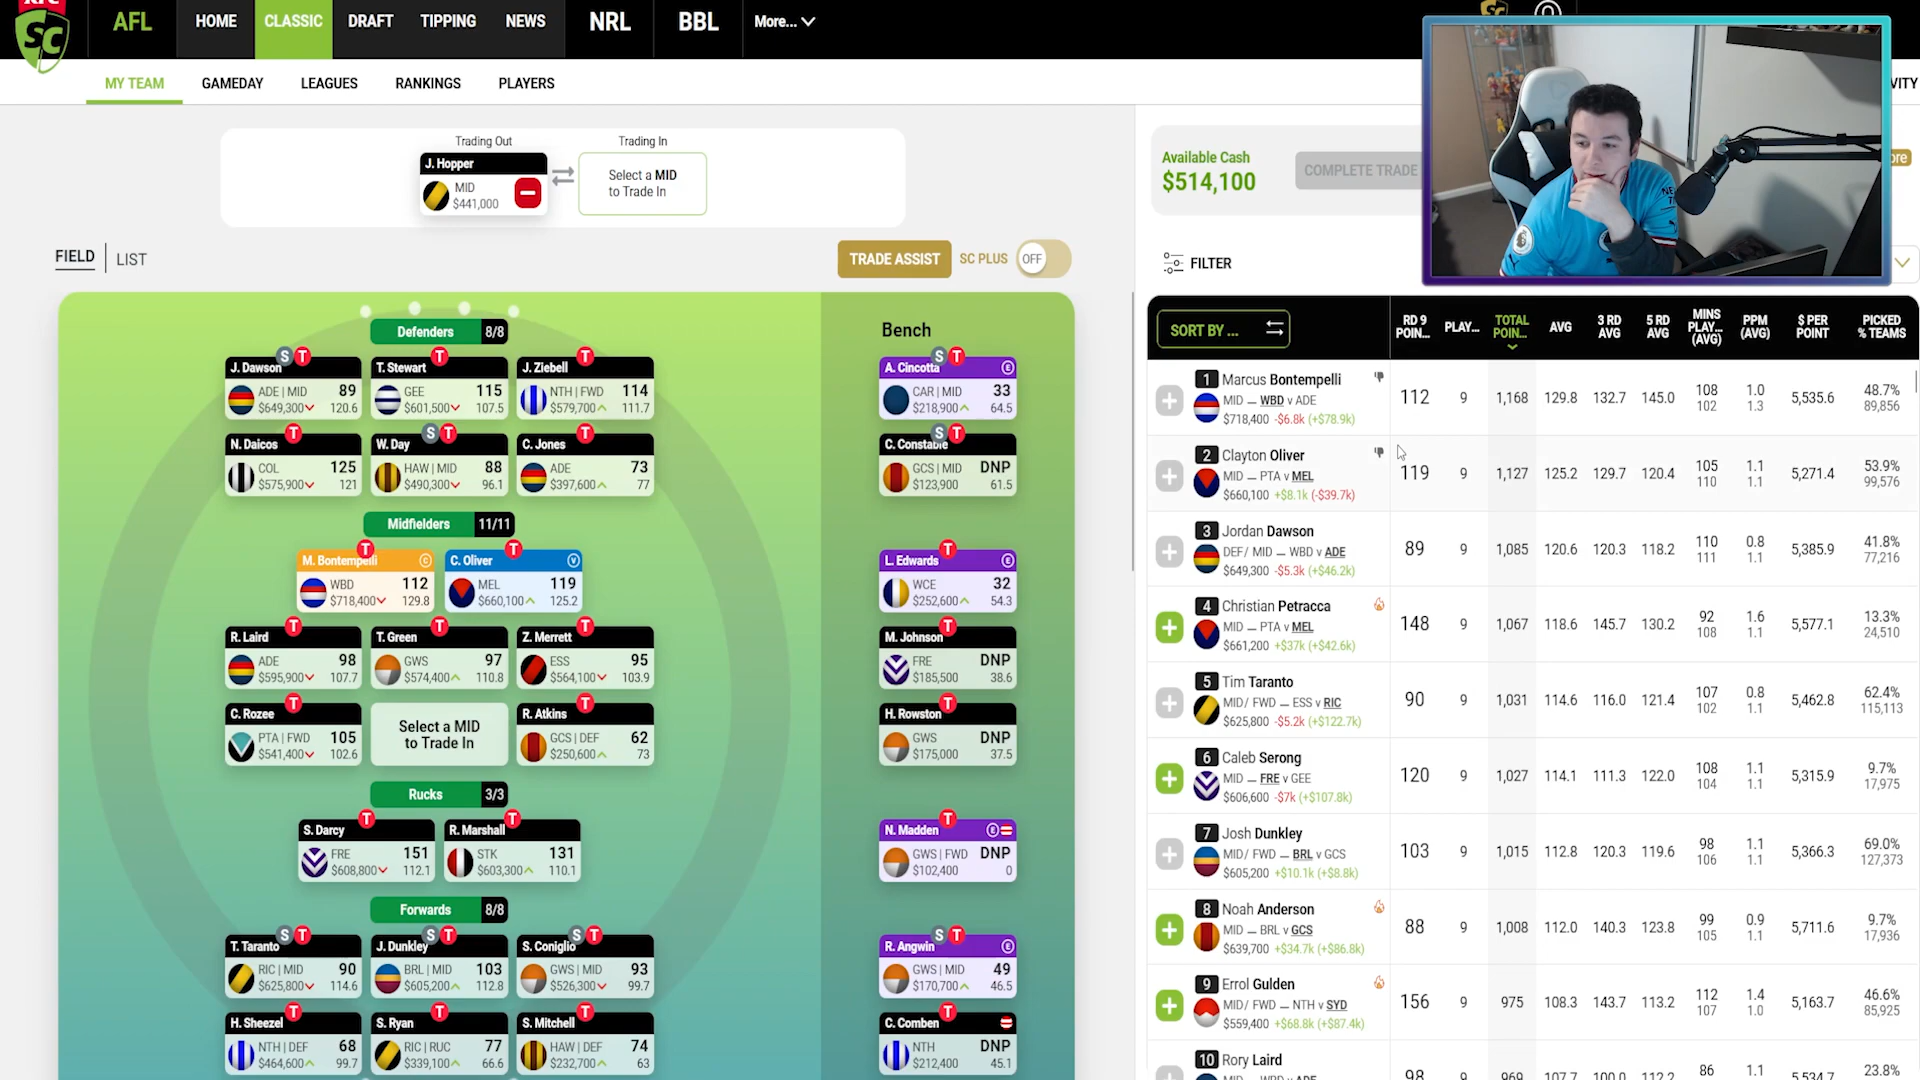 KFC
SC
AFL
HOME
CLASSIC
DRAFT
TIPPING
NEWS
NRL
BBL
More...
MY TEAM
GAMEDAY
LEAGUES
RANKINGS
PLAYERS
VITY
Trading Out
Trading In
J. Hopper
MID
$441,000
Select a MID
to Trade In
Available Cash
$514,100
COMPLETE TRADE
ore
FIELD
LIST
TRADE ASSIST
SC PLUS
OFF
FILTER
Defenders 8/8
Bench
J. Dawson S T
ADE | MID 89
$649,300 120.6
T. Stewart T
GEE 115
$601,500 107.5
J. Ziebell T
NTH | FWD 114
$579,700 111.7
A. Cincotta S T E
CAR | MID 33
$218,900 64.5
N. Daicos T
COL 125
$575,900 121
W. Day S T
HAW | MID 88
$490,300 96.1
C. Jones T
ADE 73
$397,600 77
C. Constable S T
GCS | MID DNP
$123,900 61.5
Midfielders 11/11
M. Bontempelli T C
WBD 112
$718,400 129.8
C. Oliver T V
MEL 119
$660,100 125.2
L. Edwards T E
WCE 32
$252,600 54.3
R. Laird T
ADE 98
$595,900 107.7
T. Green T
GWS 97
$574,400 110.8
Z. Merrett T
ESS 95
$564,100 103.9
M. Johnson T
FRE DNP
$185,500 38.6
C. Rozee T
PTA | FWD 105
$541,400 102.6
Select a MID
to Trade In
R. Atkins T
GCS | DEF 62
$250,600 73
H. Rowston T
GWS DNP
$175,000 37.5
Rucks 3/3
S. Darcy T
FRE 151
$608,800 112.1
R. Marshall T
STK 131
$603,300 110.1
N. Madden T E
GWS | FWD DNP
$102,400 0
Forwards 8/8
T. Taranto S T
RIC | MID 90
$625,800 114.6
J. Dunkley S T
BRL | MID 103
$605,200 112.8
S. Coniglio S T
GWS | MID 93
$526,300 99.7
R. Angwin S T E
GWS | MID 49
$170,700 46.5
H. Sheezel T
NTH | DEF 68
$464,600 99.7
S. Ryan T
RIC | RUC 77
$339,100 66.6
S. Mitchell T
HAW | DEF 74
$232,700 63
C. Comben T
NTH DNP
$212,400 45.1
SORT BY ...
RD 9 POIN...
PLAY...
TOTAL POIN...
AVG
3 RD AVG
5 RD AVG
MINS PLAY... (AVG)
PPM (AVG)
$ PER POINT
PICKED % TEAMS
1 Marcus Bontempelli
MID — WBD v ADE
$718,400 -$6.8k (+$78.9k)
112 9 1,168 129.8 132.7 145.0 108 102 1.0 1.3 5,535.6 48.7% 89,856
2 Clayton Oliver
MID — PTA v MEL
$660,100 +$8.1k (-$39.7k)
119 9 1,127 125.2 129.7 120.4 105 110 1.1 1.1 5,271.4 53.9% 99,576
3 Jordan Dawson
DEF/ MID — WBD v ADE
$649,300 -$5.3k (+$46.2k)
89 9 1,085 120.6 120.3 118.2 110 111 0.8 1.1 5,385.9 41.8% 77,216
4 Christian Petracca
MID — PTA v MEL
$661,200 +$37k (+$42.6k)
148 9 1,067 118.6 145.7 130.2 92 108 1.6 1.1 5,577.1 13.3% 24,510
5 Tim Taranto
MID/ FWD — ESS v RIC
$625,800 -$5.2k (+$122.7k)
90 9 1,031 114.6 116.0 121.4 107 102 0.8 1.1 5,462.8 62.4% 115,113
6 Caleb Serong
MID — FRE v GEE
$606,600 -$7k (+$107.8k)
120 9 1,027 114.1 111.3 122.0 108 104 1.1 1.1 5,315.9 9.7% 17,975
7 Josh Dunkley
MID/ FWD — BRL v GCS
$605,200 +$10.1k (+$8.8k)
103 9 1,015 112.8 120.3 119.6 98 106 1.1 1.1 5,366.3 69.0% 127,373
8 Noah Anderson
MID — BRL v GCS
$639,700 +$34.7k (+$86.8k)
88 9 1,008 112.0 140.3 123.8 99 105 0.9 1.1 5,711.6 9.7% 17,936
9 Errol Gulden
MID/ FWD — NTH v SYD
$559,400 +$68.8k (+$87.4k)
156 9 975 108.3 143.7 113.2 112 107 1.4 1.0 5,163.7 46.6% 85,925
10 Rory Laird
MID — WBD v ADE
98 9 969 107.7 100.0 112.2 86 1.1 5,534.7 23.8%